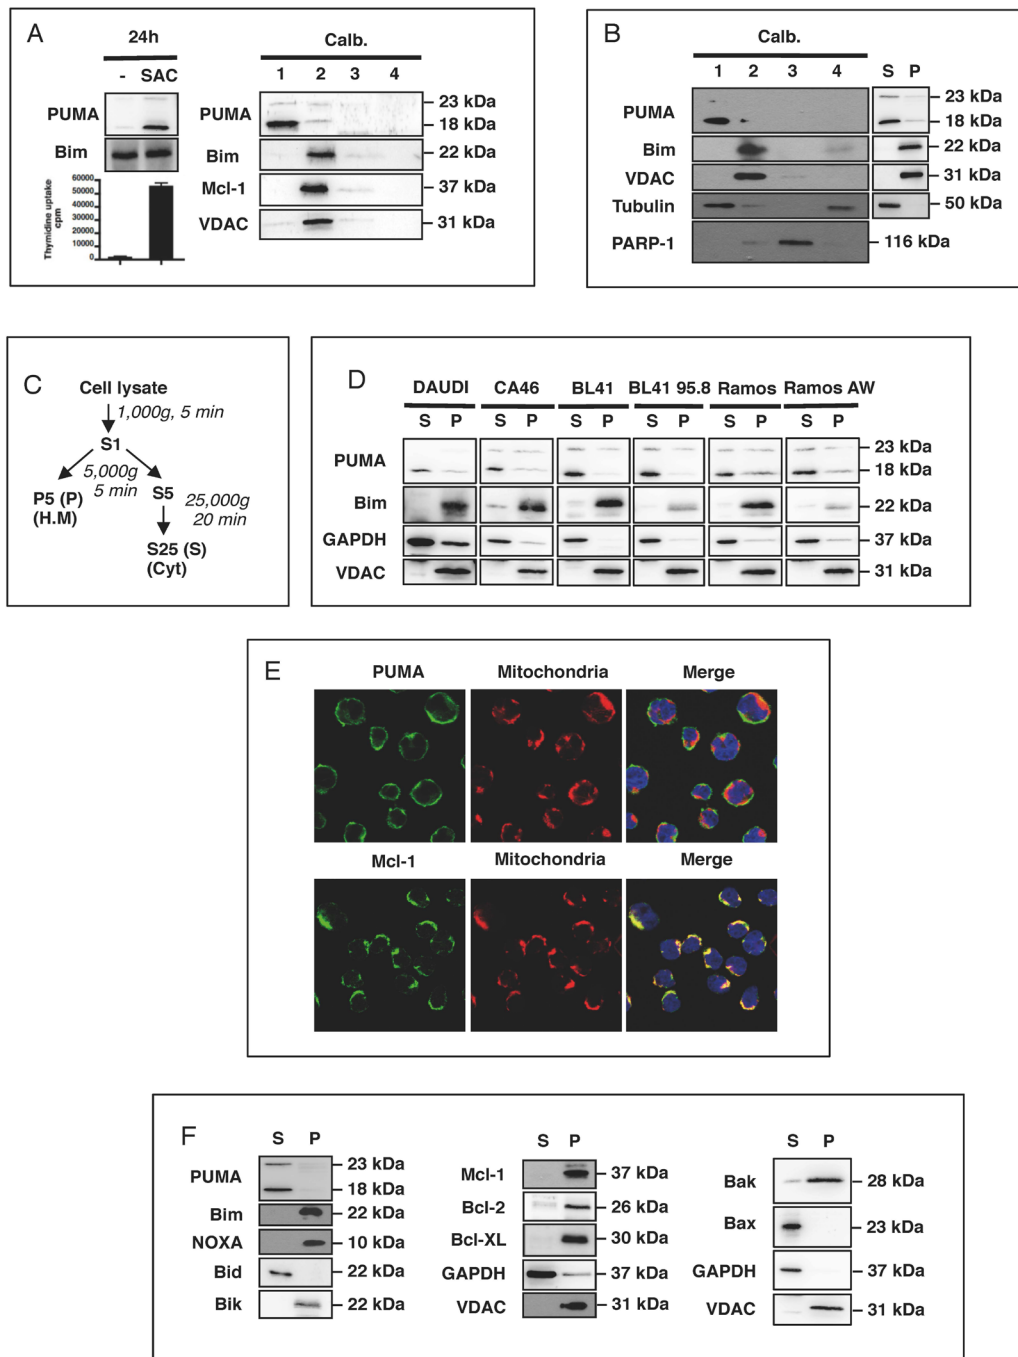 A
24h
- SAC
PUMA
Bim
Thymidine uptake
cpm
60000
50000
40000
30000
20000
10000
0
Calb.
1 2 3 4
PUMA
23 kDa
18 kDa
Bim
22 kDa
Mcl-1
37 kDa
VDAC
31 kDa
B
Calb.
1 2 3 4 S P
PUMA
23 kDa
18 kDa
Bim
22 kDa
VDAC
31 kDa
Tubulin
50 kDa
PARP-1
116 kDa
C
Cell lysate
1,000g, 5 min
S1
5,000g
5 min
P5 (P)
(H.M)
S5
25,000g
20 min
S25 (S)
(Cyt)
D
DAUDI CA46 BL41 BL41 95.8 Ramos Ramos AW
S P S P S P S P S P S P
PUMA
23 kDa
18 kDa
Bim
22 kDa
GAPDH
37 kDa
VDAC
31 kDa
E
PUMA Mitochondria Merge
Mcl-1 Mitochondria Merge
F
S P
PUMA
23 kDa
18 kDa
Bim
22 kDa
NOXA
10 kDa
Bid
22 kDa
Bik
22 kDa
S P
Mcl-1
37 kDa
Bcl-2
26 kDa
Bcl-XL
30 kDa
GAPDH
37 kDa
VDAC
31 kDa
S P
Bak
28 kDa
Bax
23 kDa
GAPDH
37 kDa
VDAC
31 kDa